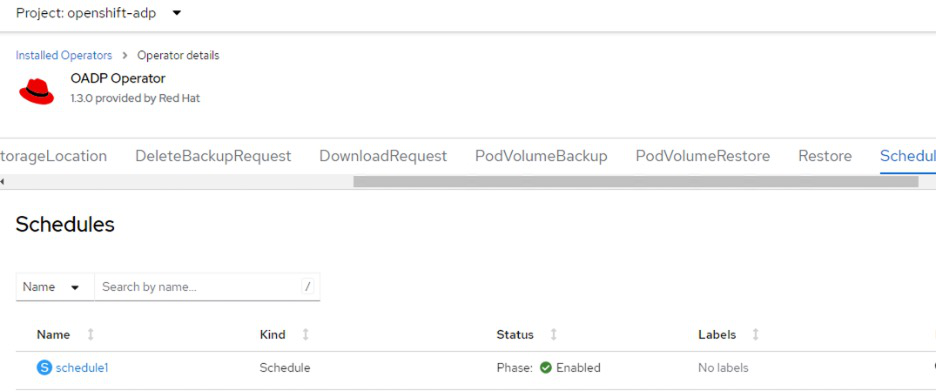 Project: openshift-adp
Installed Operators > Operator details
OADP Operator
1.3.0 provided by Red Hat
torageLocation DeleteBackupRequest DownloadRequest PodVolumeBackup PodVolumeRestore Restore Schedul
Schedules
Name Search by name... /
Name Kind Status Labels
S schedule1 Schedule Phase: Enabled No labels